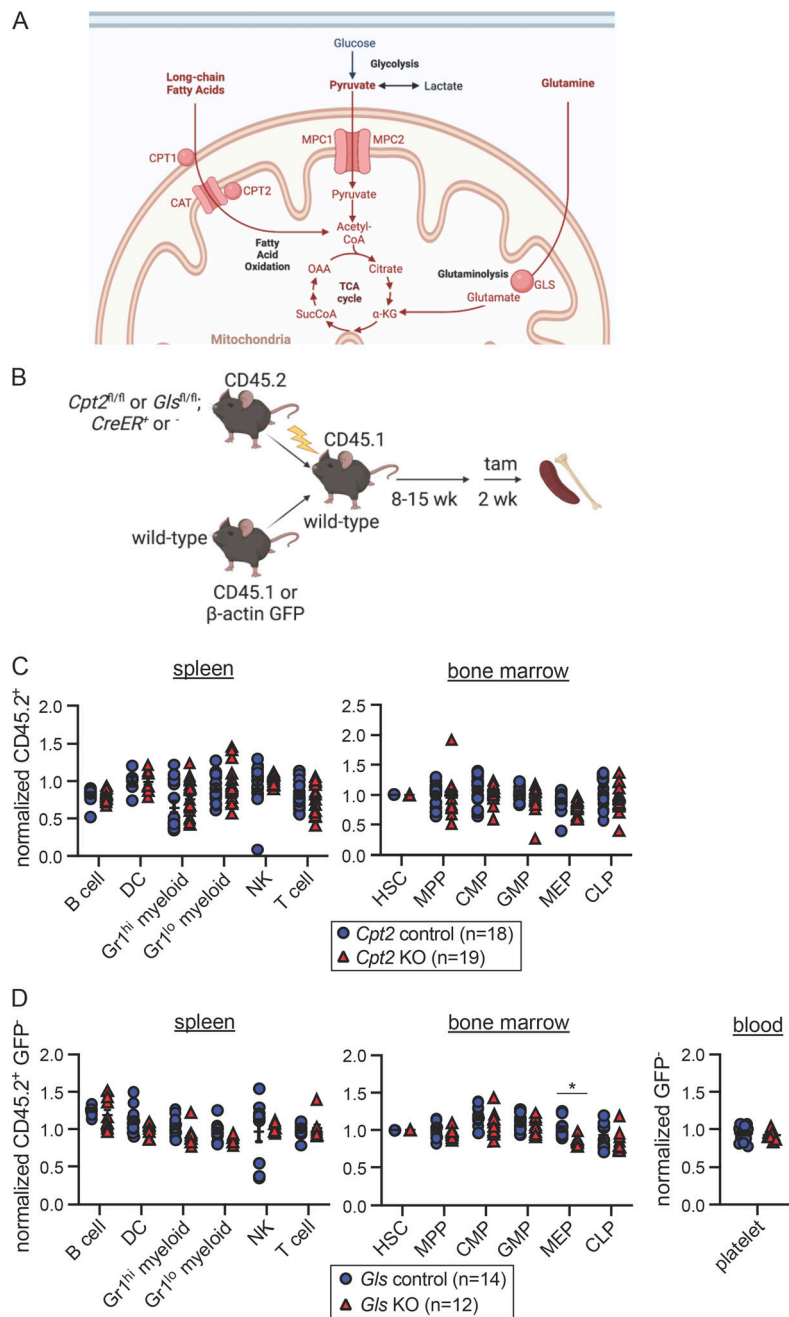 A
Glucose
Glycolysis
Long-chain
Fatty Acids
Pyruvate
Lactate
Glutamine
CPT1
MPC1
MPC2
CAT
CPT2
Pyruvate
Acetyl-
CoA
Fatty
Acid
Oxidation
OAA
Citrate
Glutaminolysis
GLS
TCA
cycle
Glutamate
SucCoA
α-KG
Mitochondria
B
CD45.2
Cpt2fl/fl or Glsfl/fl;
CreER+ or -
CD45.1
tam
8-15 wk
2 wk
wild-type
wild-type
CD45.1 or
β-actin GFP
C
spleen
bone marrow
normalized CD45.2+
2.0
1.5
1.0
0.5
0.0
2.5
2.0
1.5
1.0
0.5
0.0
B cell
DC
Gr1hi myeloid
Gr1lo myeloid
NK
T cell
HSC
MPP
CMP
GMP
MEP
CLP
Cpt2 control (n=18)
Cpt2 KO (n=19)
D
spleen
bone marrow
blood
normalized CD45.2+ GFP-
2.0
1.5
1.0
0.5
0.0
2.0
1.5
1.0
0.5
0.0
*
normalized GFP-
2.0
1.5
1.0
0.5
0.0
B cell
DC
Gr1hi myeloid
Gr1lo myeloid
NK
T cell
HSC
MPP
CMP
GMP
MEP
CLP
platelet
Gls control (n=14)
Gls KO (n=12)